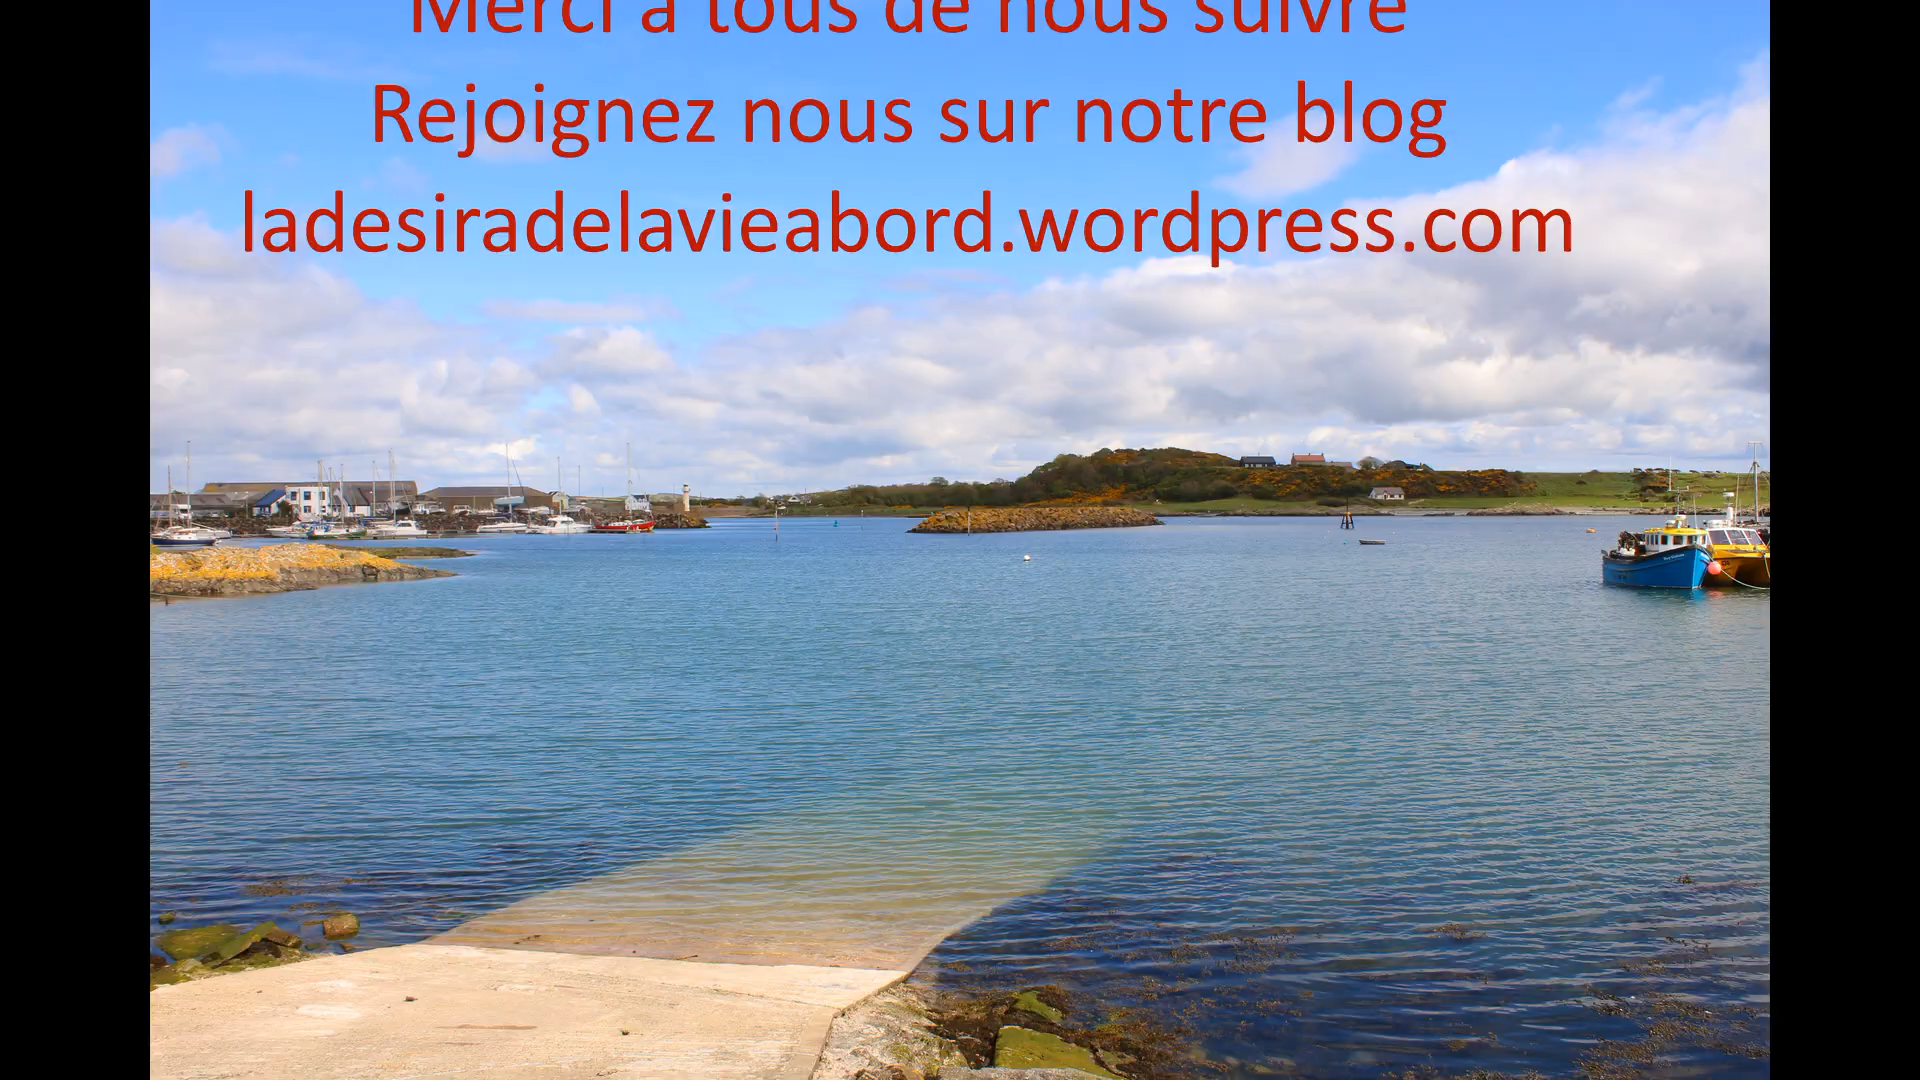 Merci à tous de nous suivre
Rejoignez nous sur notre blog
ladesiradelavieabord.wordpress.com